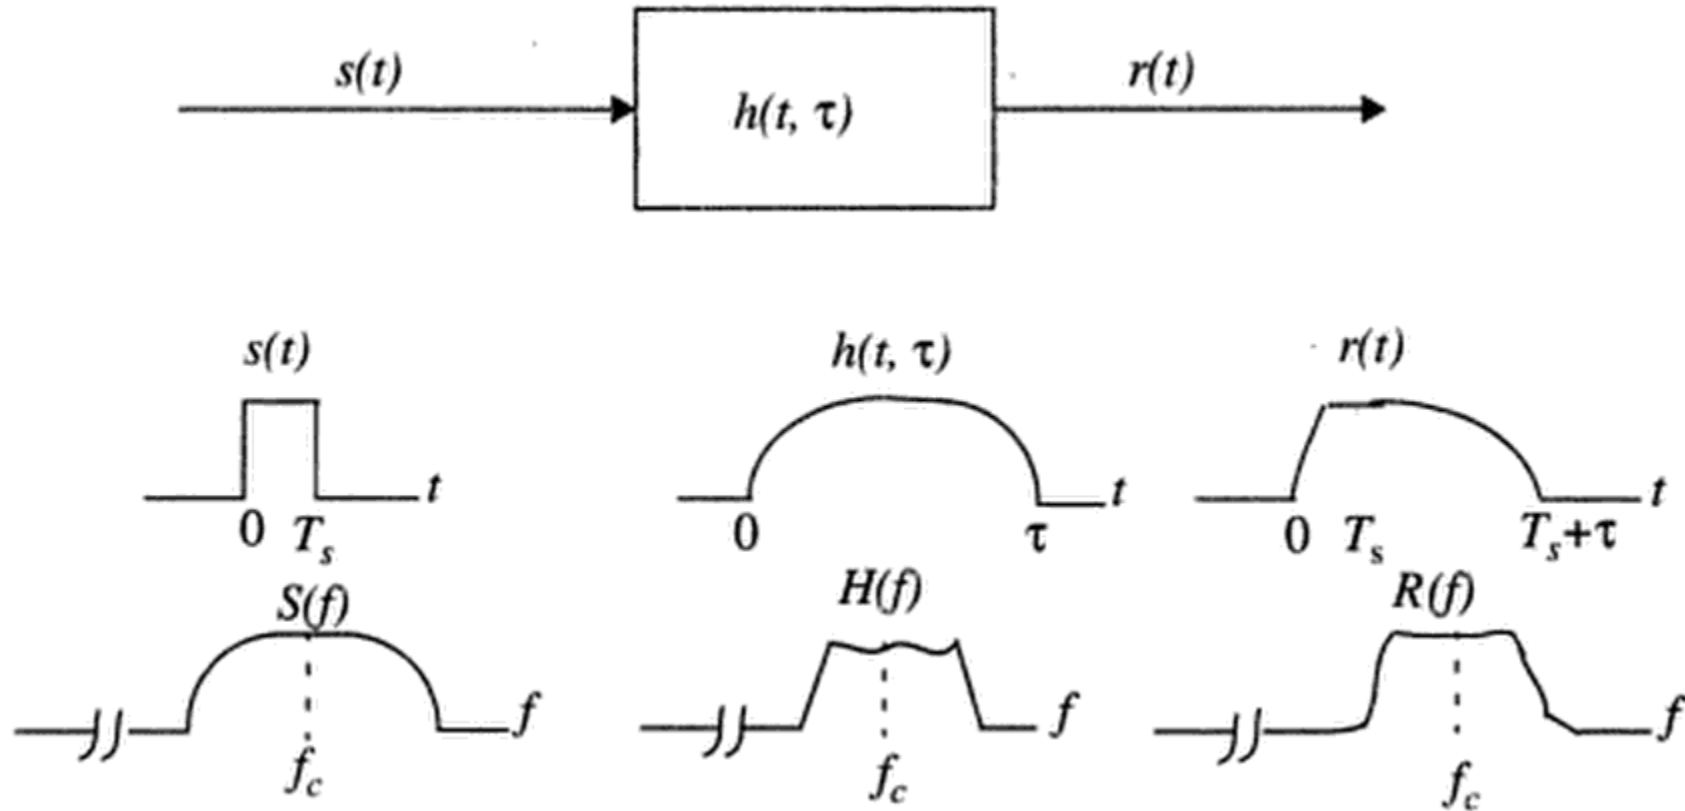 s(t) h(t, τ) r(t)
s(t) h(t, τ) r(t)
t t t
0 T_s 0 τ 0 T_s T_s+τ
S(f) H(f) R(f)
f f f
f_c f_c f_c